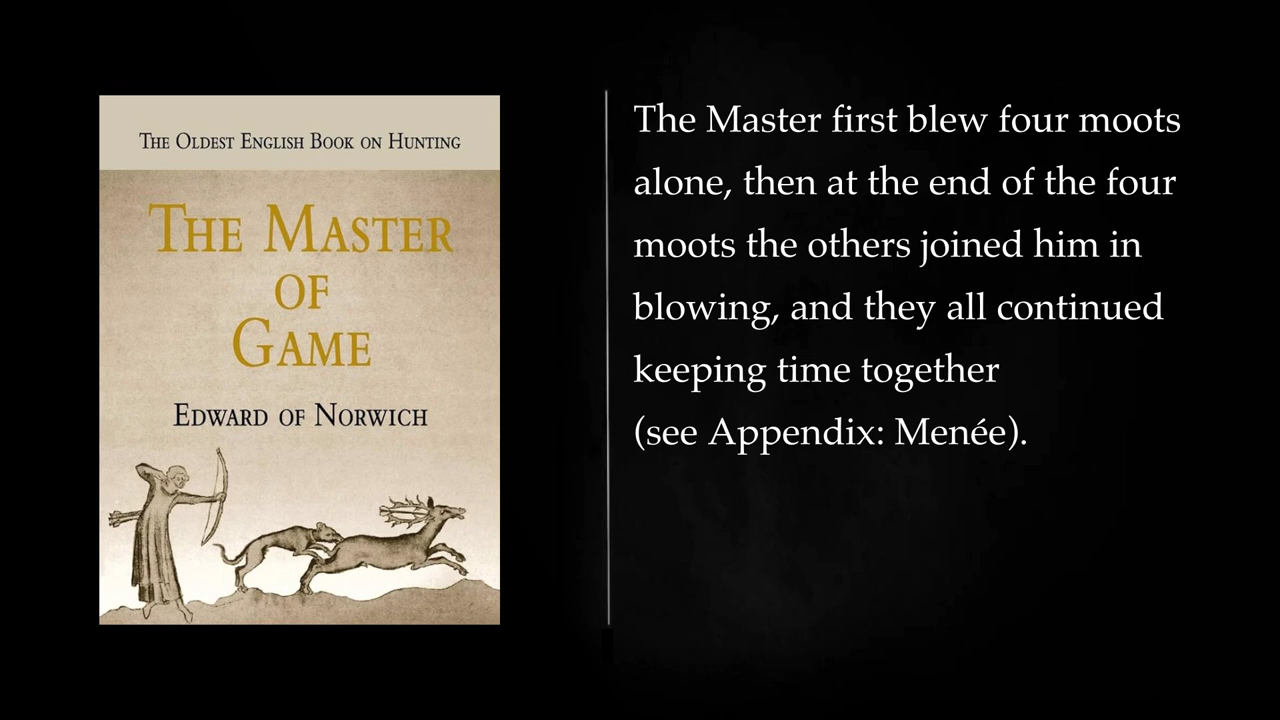 The Oldest English Book on Hunting
The Master
of
Game
Edward of Norwich
The Master first blew four moots
alone, then at the end of the four
moots the others joined him in
blowing, and they all continued
keeping time together
(see Appendix: Menée).